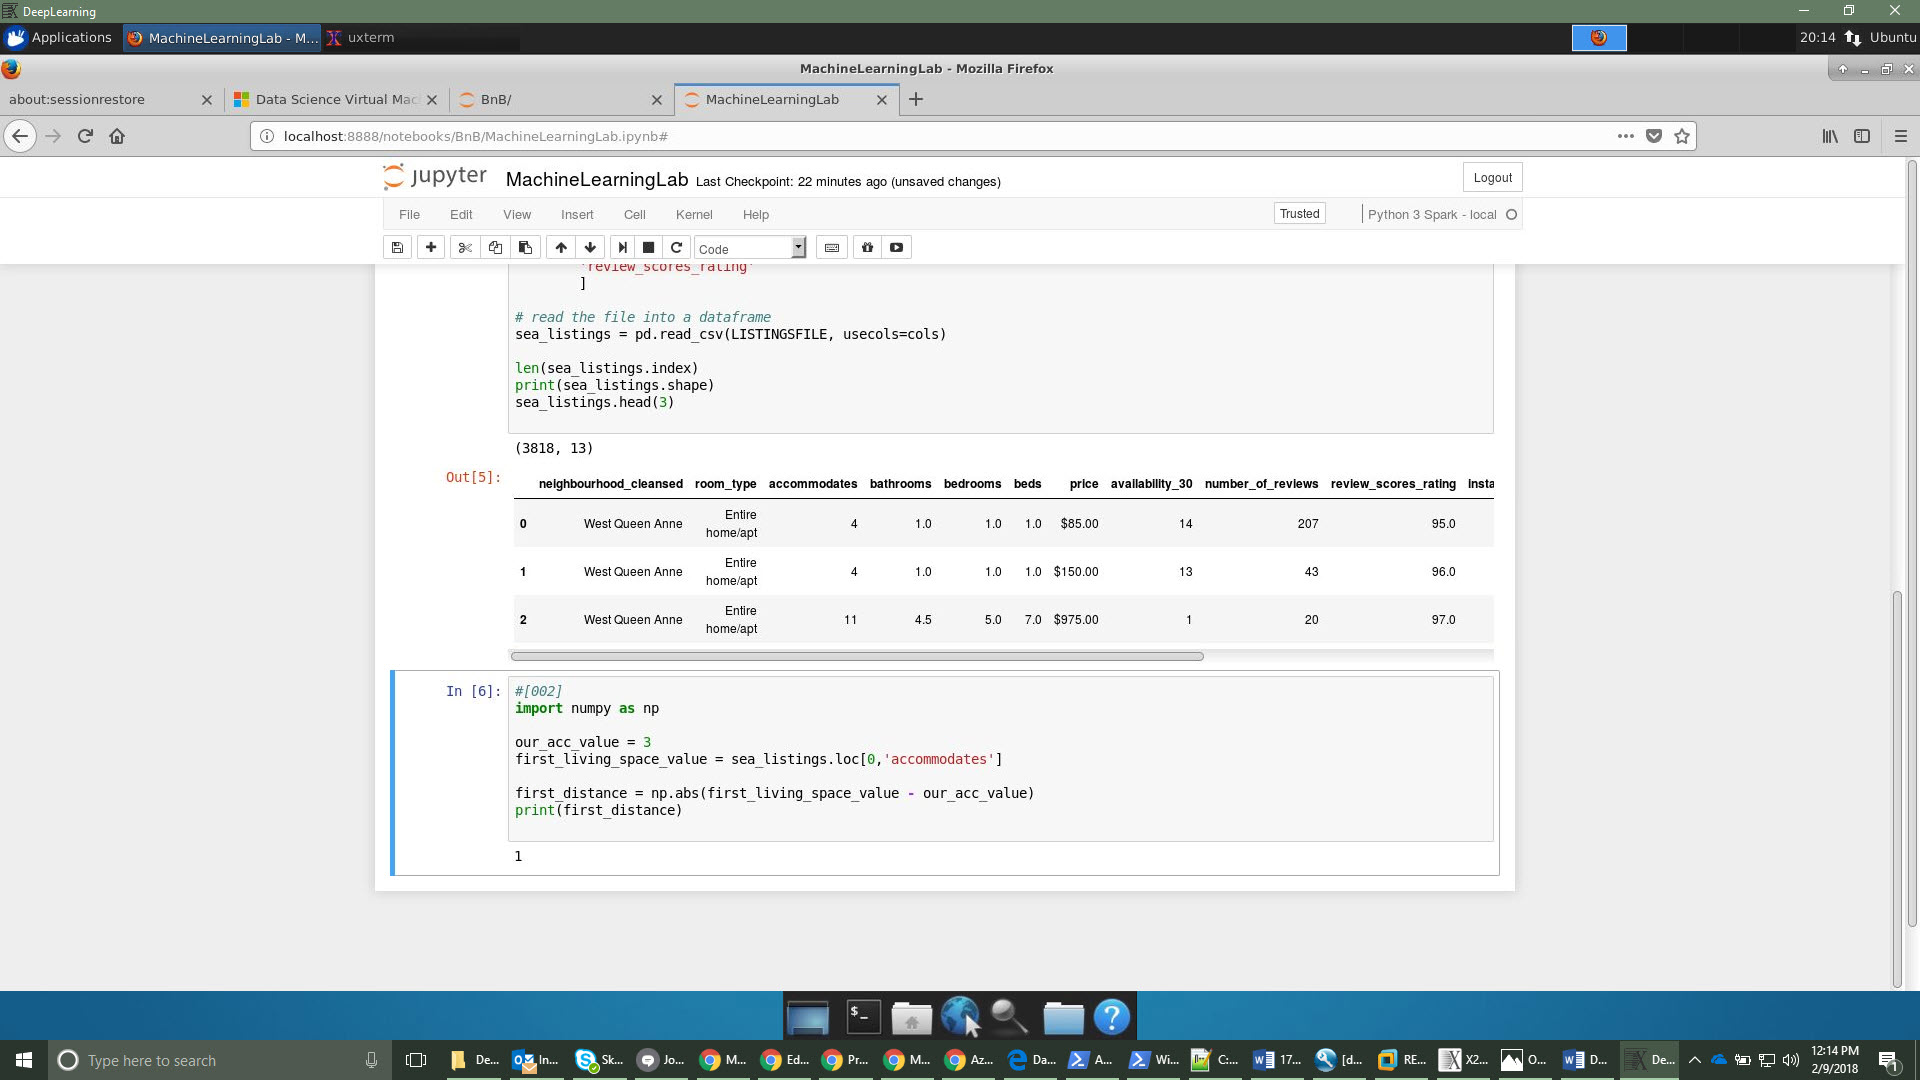 DeepLearning
Applications
MachineLearningLab - M...
uxterm
20:14
Ubuntu
MachineLearningLab - Mozilla Firefox
about:sessionrestore
Data Science Virtual Mac
BnB/
MachineLearningLab
localhost:8888/notebooks/BnB/MachineLearningLab.ipynb#
jupyter MachineLearningLab Last Checkpoint: 22 minutes ago (unsaved changes)
Logout
File Edit View Insert Cell Kernel Help
Trusted
Python 3 Spark - local
Code
'review_scores_rating'
]
# read the file into a dataframe
sea_listings = pd.read_csv(LISTINGSFILE, usecols=cols)
len(sea_listings.index)
print(sea_listings.shape)
sea_listings.head(3)
(3818, 13)
Out[5]:
neighbourhood_cleansed room_type accommodates bathrooms bedrooms beds price availability_30 number_of_reviews review_scores_rating insta
0 West Queen Anne Entire home/apt 4 1.0 1.0 1.0 $85.00 14 207 95.0
1 West Queen Anne Entire home/apt 4 1.0 1.0 1.0 $150.00 13 43 96.0
2 West Queen Anne Entire home/apt 11 4.5 5.0 7.0 $975.00 1 20 97.0
In [6]:
#[002]
import numpy as np
our_acc_value = 3
first_living_space_value = sea_listings.loc[0,'accommodates']
first_distance = np.abs(first_living_space_value - our_acc_value)
print(first_distance)
1
$_
?
Type here to search
De... In... Sk... Jo... M... Ed... Pr... M... Az... Da... A... Wi... C:... 17... [d... RE... X2... O... D... De...
12:14 PM
2/9/2018
1